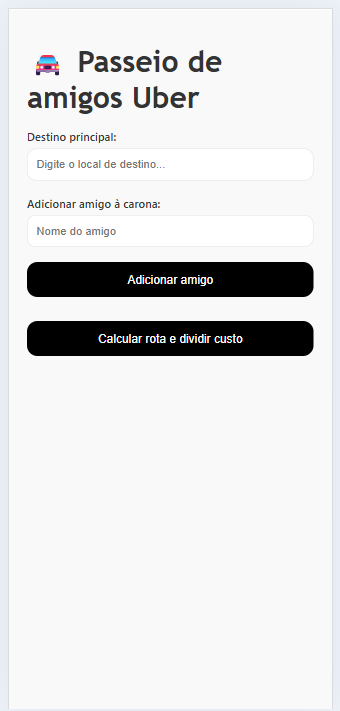 🚘 Passeio de
amigos Uber
Destino principal:
Digite o local de destino...
Adicionar amigo à carona:
Nome do amigo
Adicionar amigo
Calcular rota e dividir custo